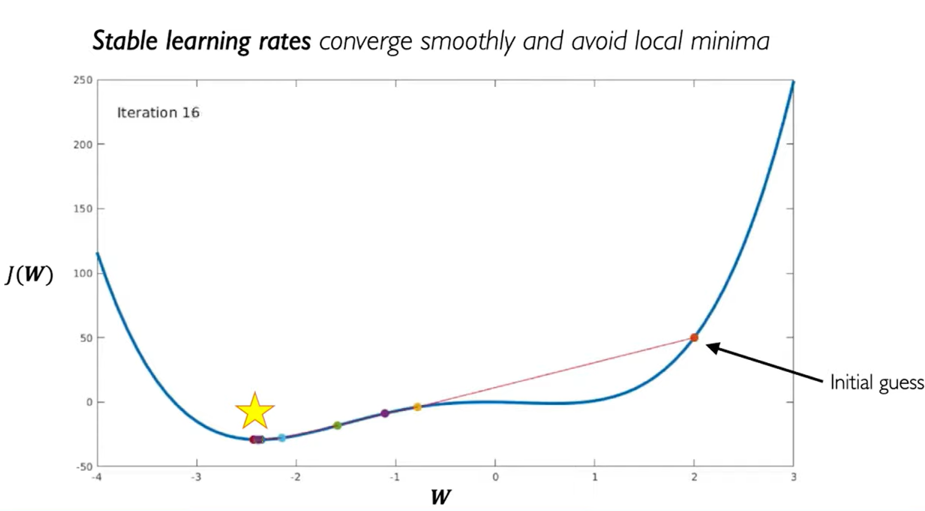 Stable learning rates converge smoothly and avoid local minima
250
Iteration 16
200
150
J(W)
100
50
Initial guess
0
-50
-4 -3 -2 -1 0 1 2 3
W